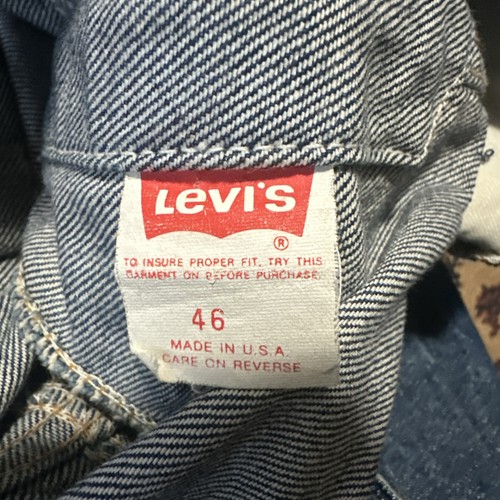 Levi's
®
TO INSURE PROPER FIT, TRY THIS
GARMENT ON BEFORE PURCHASE.
46
MADE IN U.S.A.
CARE ON REVERSE